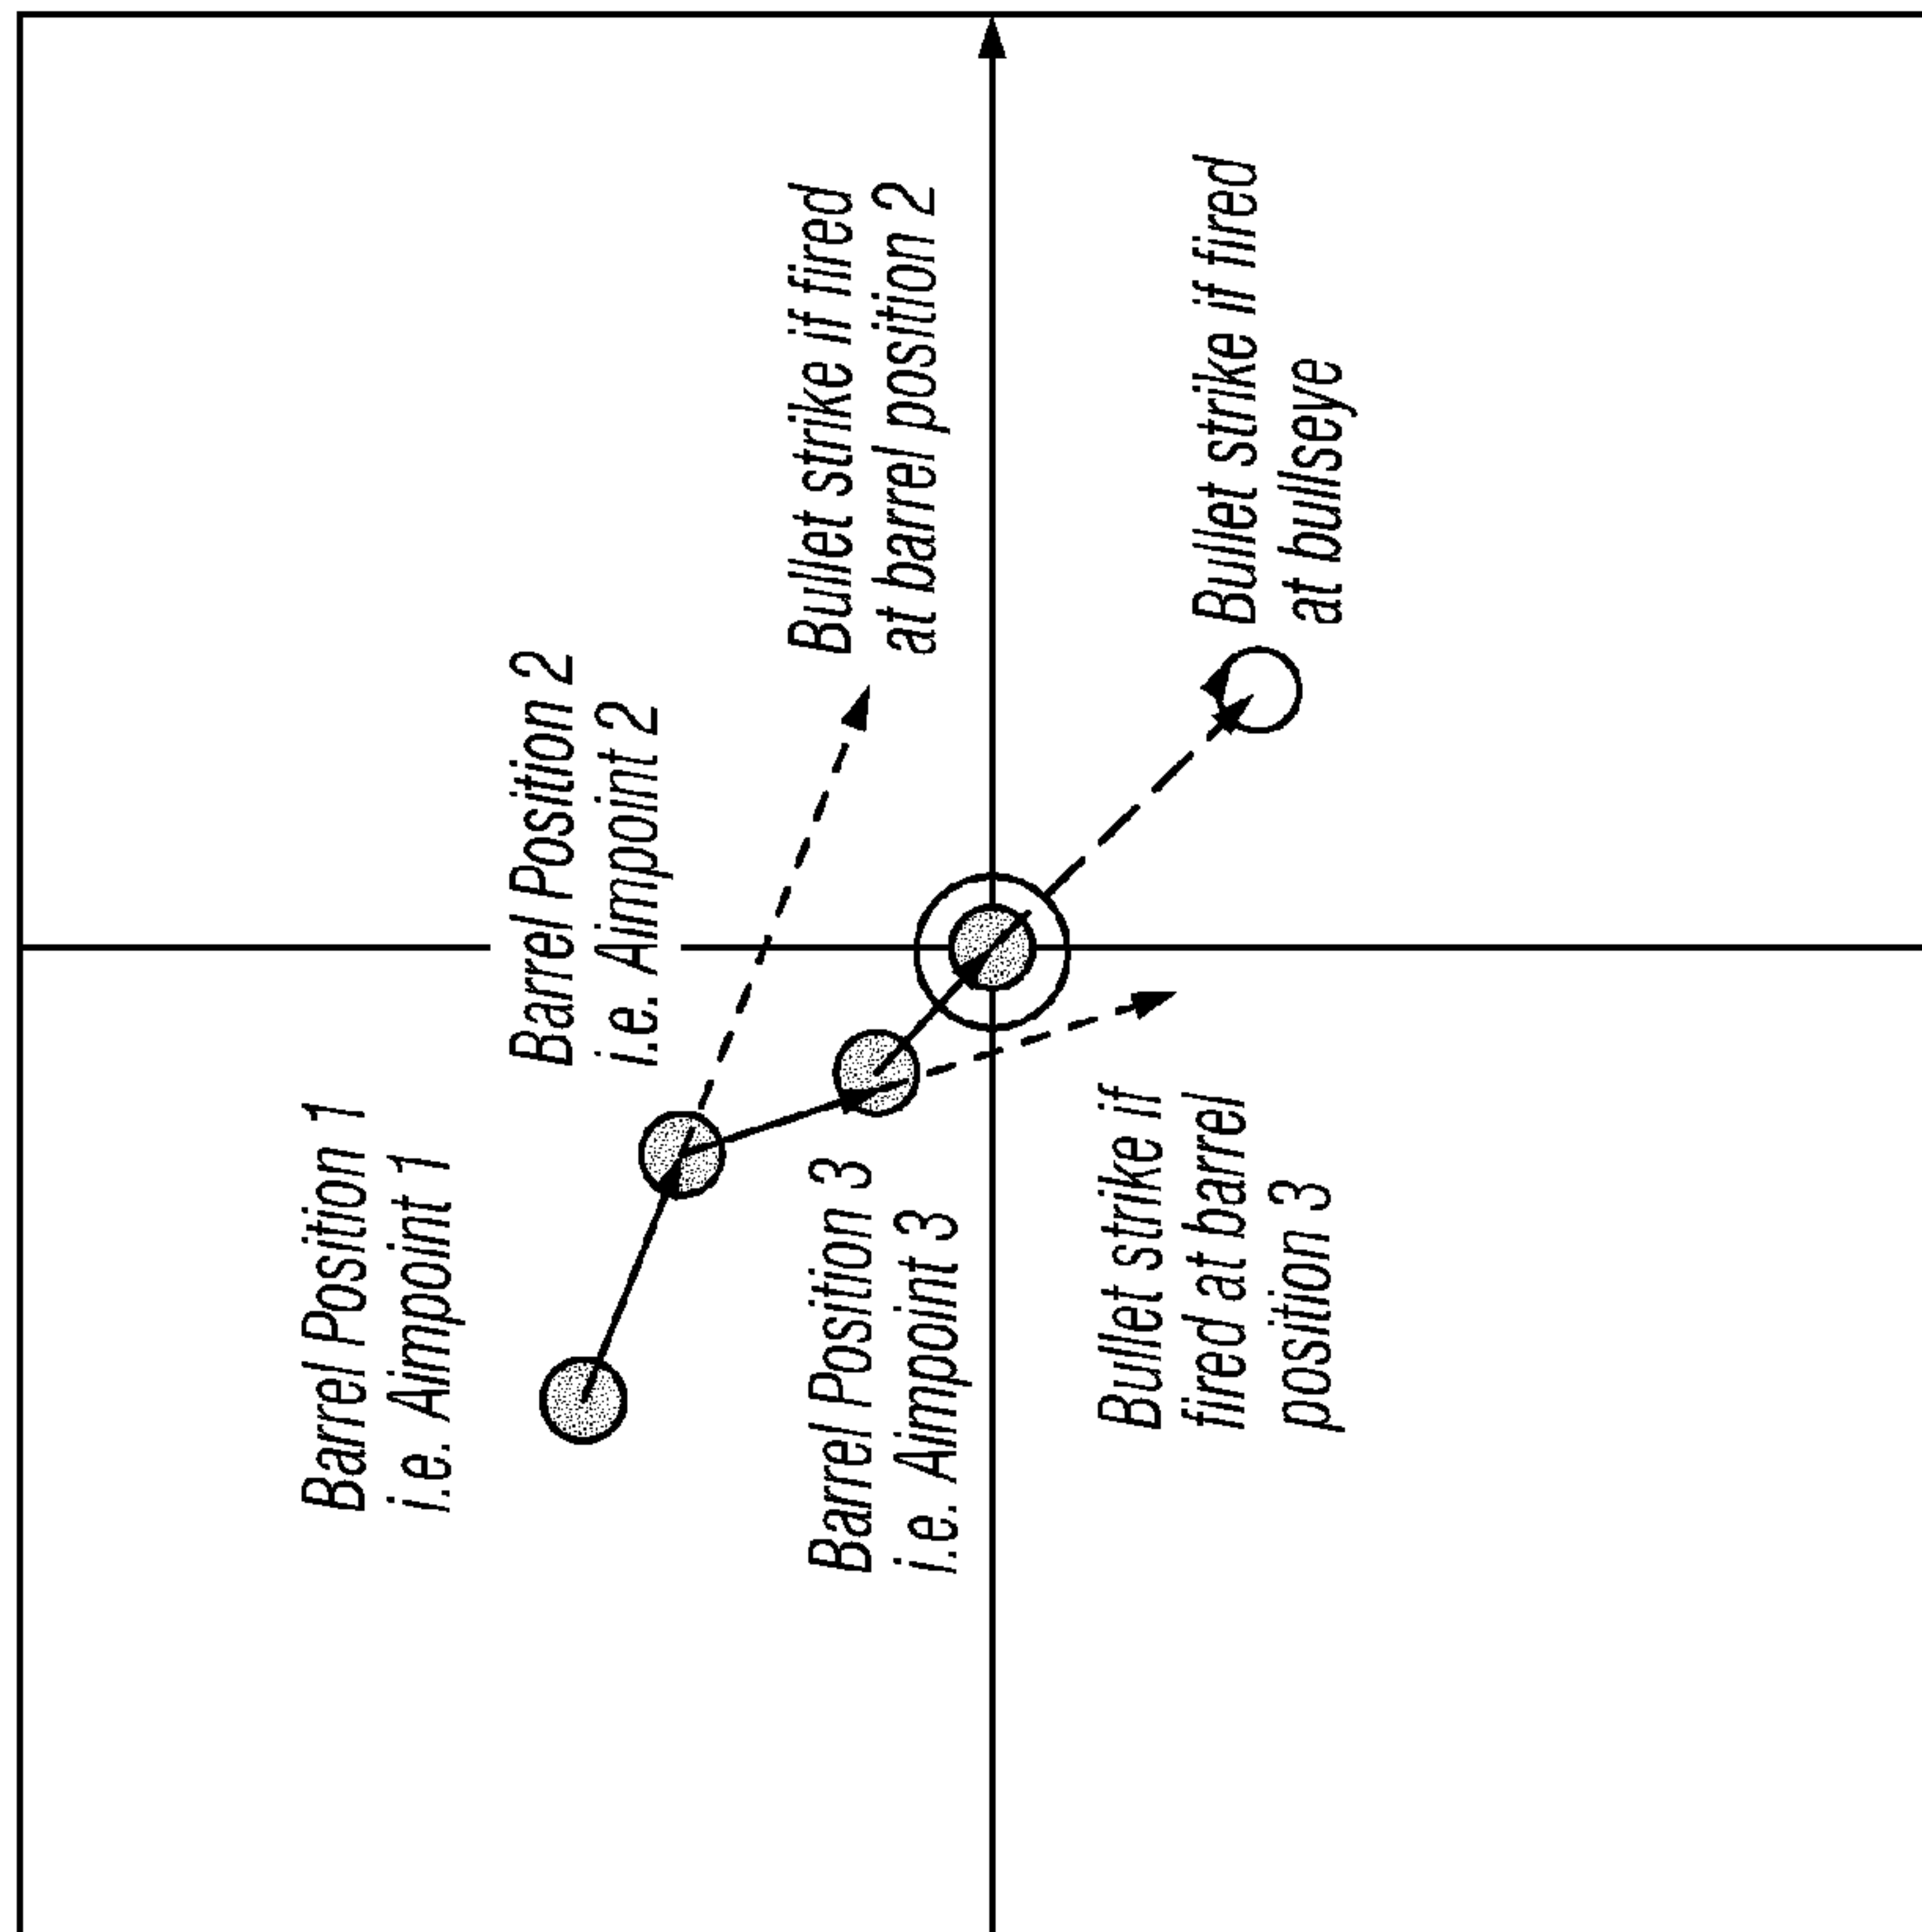 Barrel Position 1
i.e. Aimpoint 1
Barrel Position 2
i.e. Aimpoint 2
Bullet strike if fired
at barrel position 2
Barrel Position 3
i.e. Aimpoint 3
Bullet strike if
fired at barrel
position 3
Bullet strike if fired
at bullseye